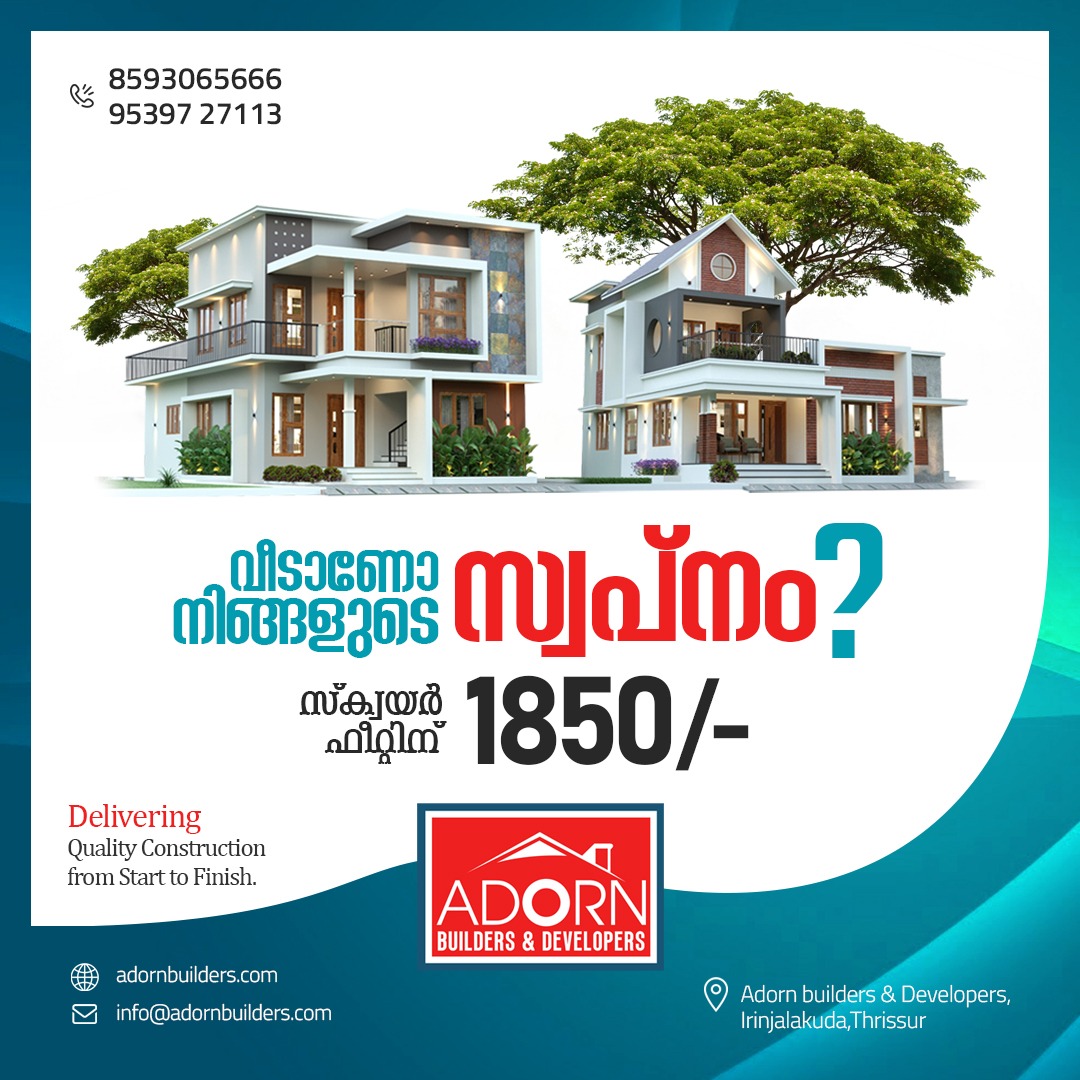 8593065666
95397 27113
വീടാണോ
നിങ്ങളുടെ
സ്വപ്നം?
സ്ക്വയർ
ഫീറ്റിന്
1850/-
Delivering
Quality Construction
from Start to Finish.
ADORN
BUILDERS & DEVELOPERS
adornbuilders.com
info@adornbuilders.com
Adorn builders & Developers,
Irinjalakuda,Thrissur